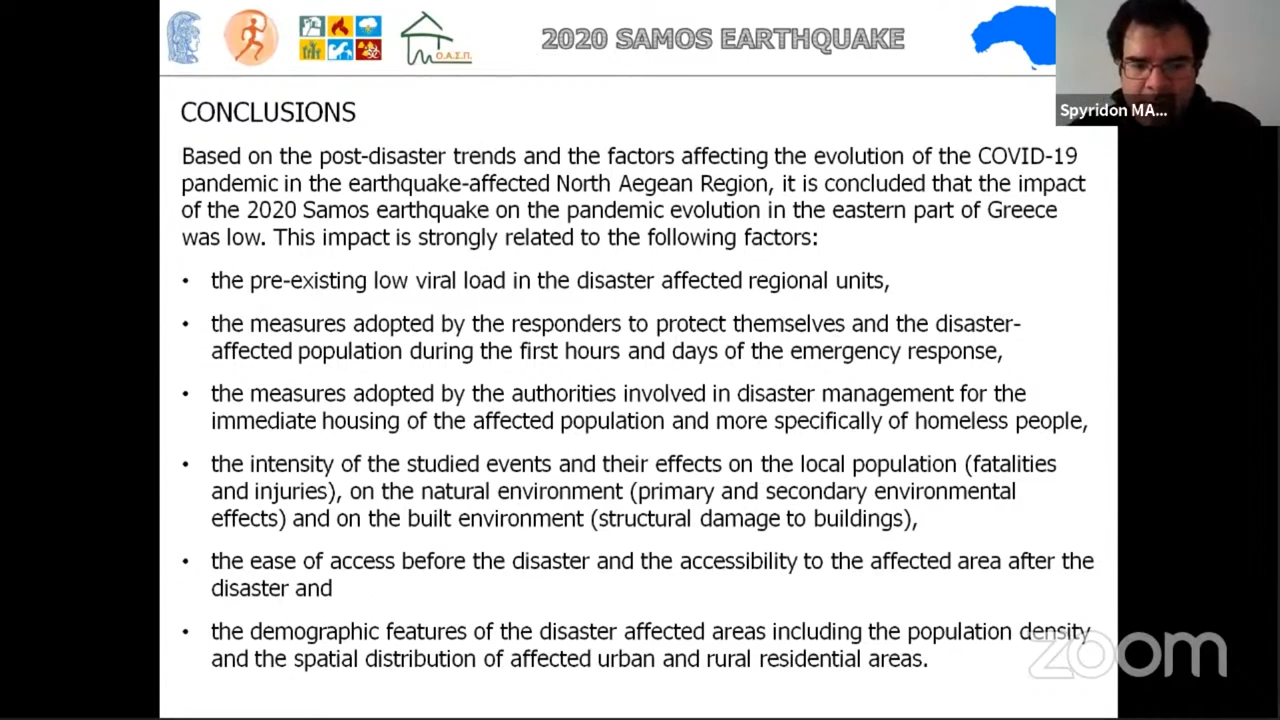 Ο.Α.Σ.Π.
2020 SAMOS EARTHQUAKE
Spyridon MA...
CONCLUSIONS
Based on the post-disaster trends and the factors affecting the evolution of the COVID-19
pandemic in the earthquake-affected North Aegean Region, it is concluded that the impact
of the 2020 Samos earthquake on the pandemic evolution in the eastern part of Greece
was low. This impact is strongly related to the following factors:
• the pre-existing low viral load in the disaster affected regional units,
• the measures adopted by the responders to protect themselves and the disaster-
affected population during the first hours and days of the emergency response,
• the measures adopted by the authorities involved in disaster management for the
immediate housing of the affected population and more specifically of homeless people,
• the intensity of the studied events and their effects on the local population (fatalities
and injuries), on the natural environment (primary and secondary environmental
effects) and on the built environment (structural damage to buildings),
• the ease of access before the disaster and the accessibility to the affected area after the
disaster and
• the demographic features of the disaster affected areas including the population density
and the spatial distribution of affected urban and rural residential areas.
zoom